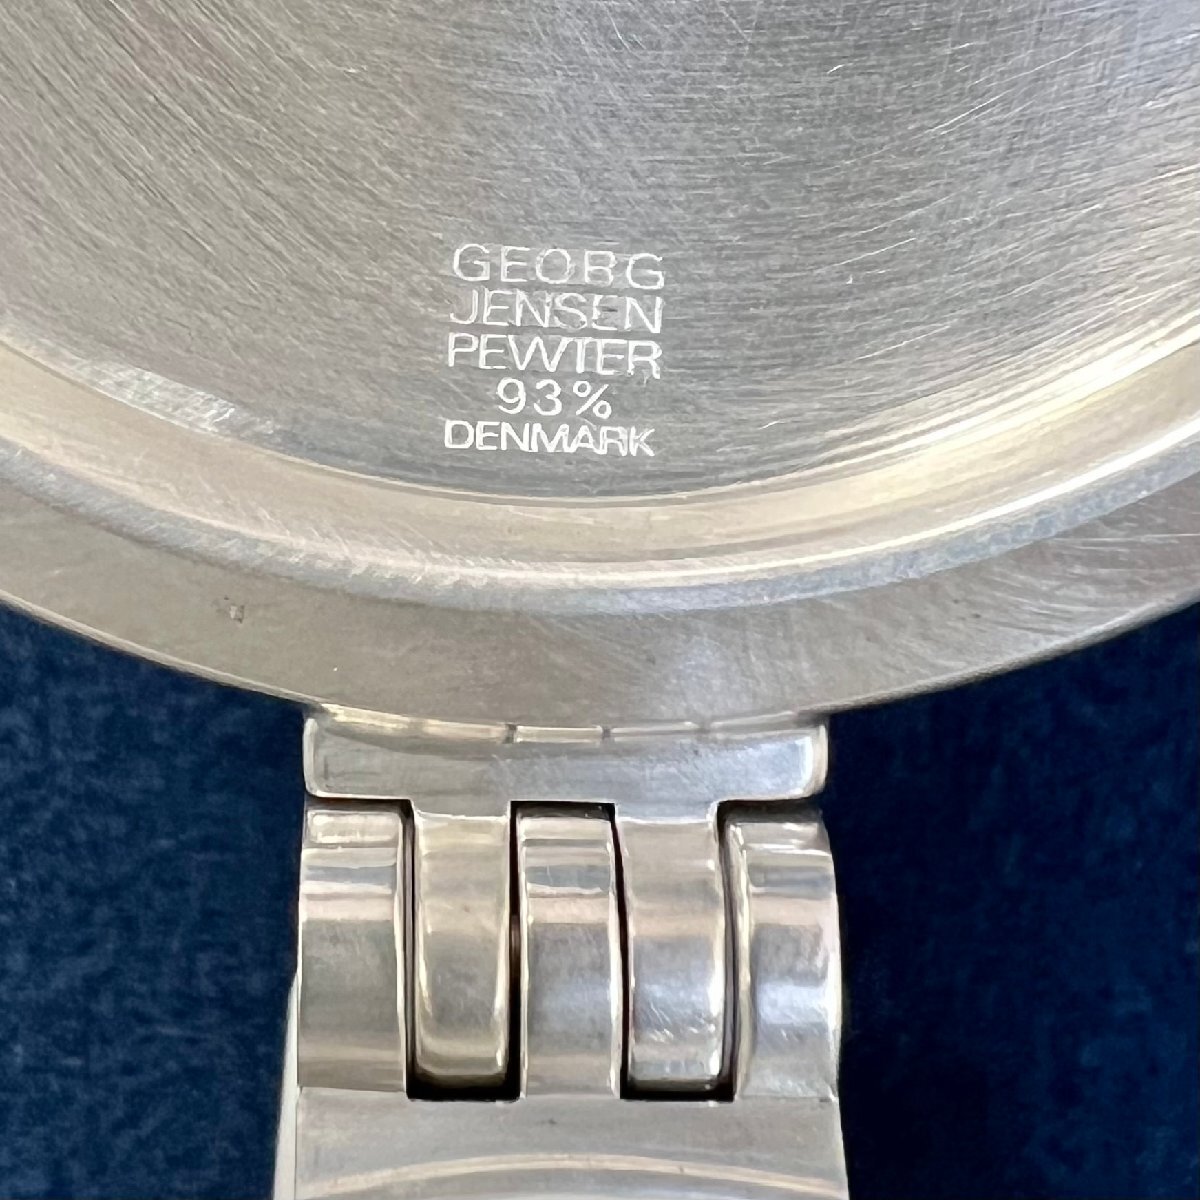 GEORG
JENSEN
PEWTER
93%
DENMARK